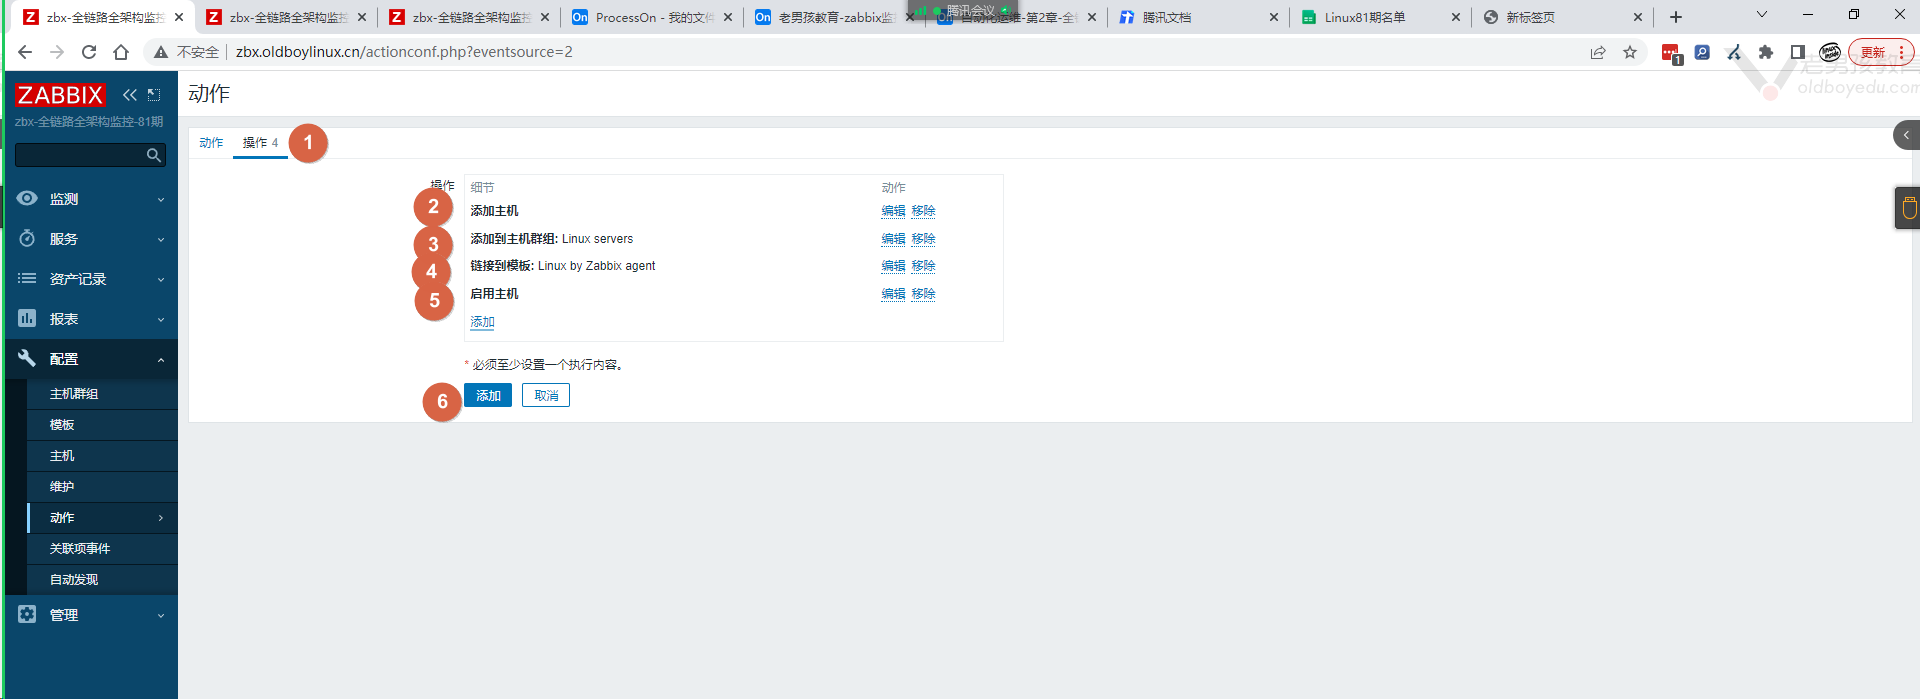 zbx-全链路全架构监控
zbx-全链路全架构监控
zbx-全链路全架构监控
On ProcessOn - 我的文件
On 老男孩教育-zabbix监
自动化运维-第2章-全
腾讯会议
腾讯文档
Linux81期名单
新标签页
不安全 zbx.oldboylinux.cn/actionconf.php?eventsource=2
1
更新
老男孩教育
oldboyedu.com
ZABBIX
zbx-全链路全架构监控-81期
监测
服务
资产记录
报表
配置
主机群组
模板
主机
维护
动作
关联项事件
自动发现
管理
动作
动作 操作 4 1
操作 细节 动作
2 添加主机 编辑 移除
3 添加到主机群组: Linux servers 编辑 移除
4 链接到模板: Linux by Zabbix agent 编辑 移除
5 启用主机 编辑 移除
添加
* 必须至少设置一个执行内容。
6 添加 取消